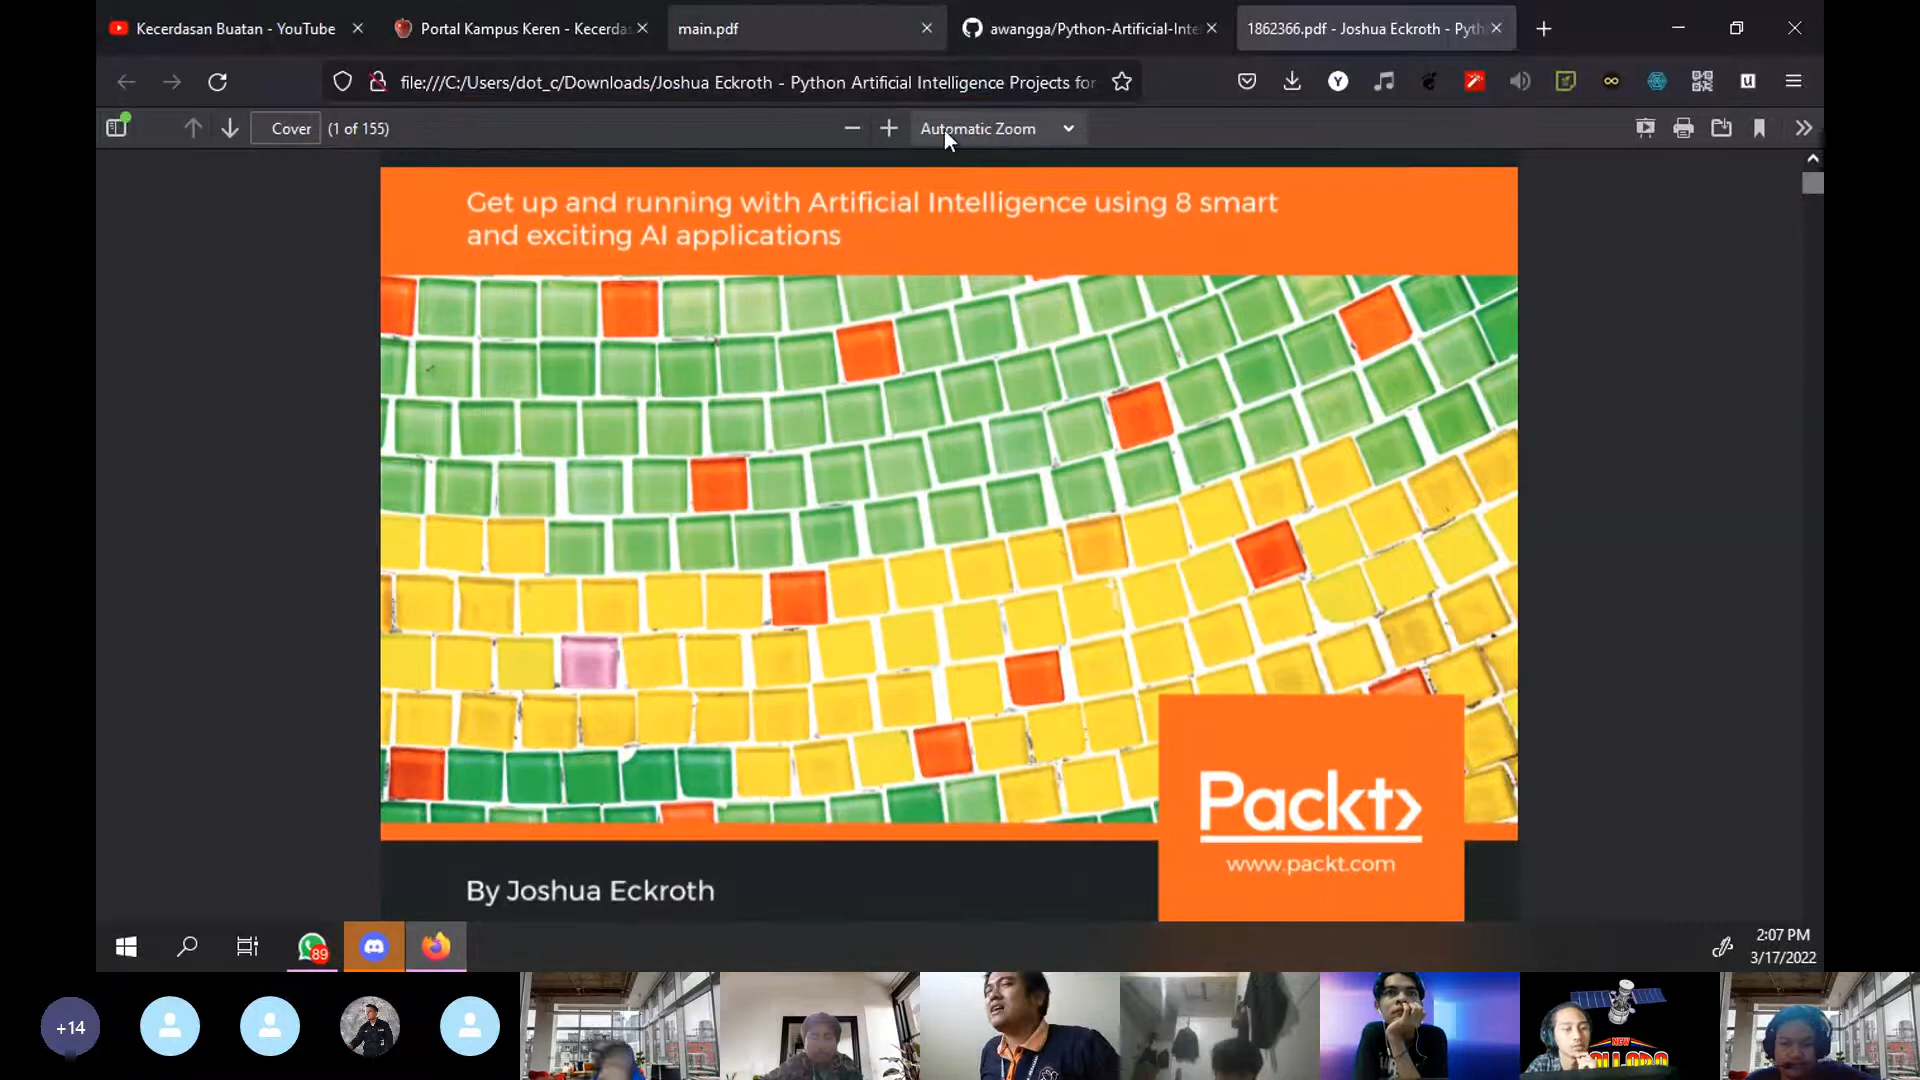 Kecerdasan Buatan - YouTube
Portal Kampus Keren - Kecerda
main.pdf
awangga/Python-Artificial-Inte
1862366.pdf - Joshua Eckroth - Pyth
file:///C:/Users/dot_c/Downloads/Joshua Eckroth - Python Artificial Intelligence Projects for
Cover
(1 of 155)
Automatic Zoom
Get up and running with Artificial Intelligence using 8 smart
and exciting AI applications
Packt>
www.packt.com
By Joshua Eckroth
89
2:07 PM
3/17/2022
+14
NEW